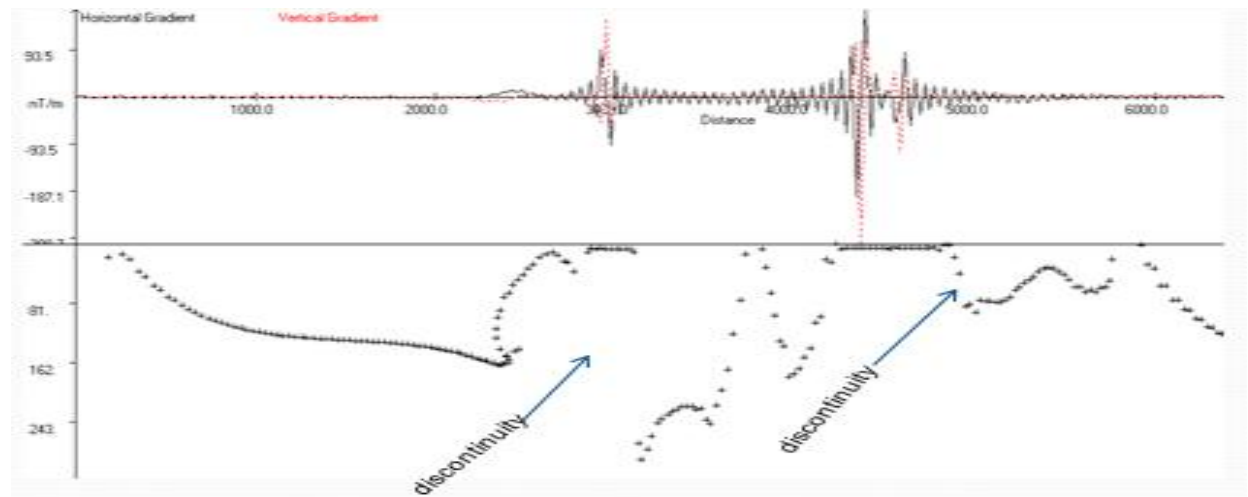 Horizontal Gradient Vertical Gradient
93.5
nT/m
1000.0 2000.0 4000.0 5000.0 6000.0
Distance
-93.5
-187.1
81.
162
243
discontinuity
discontinuity